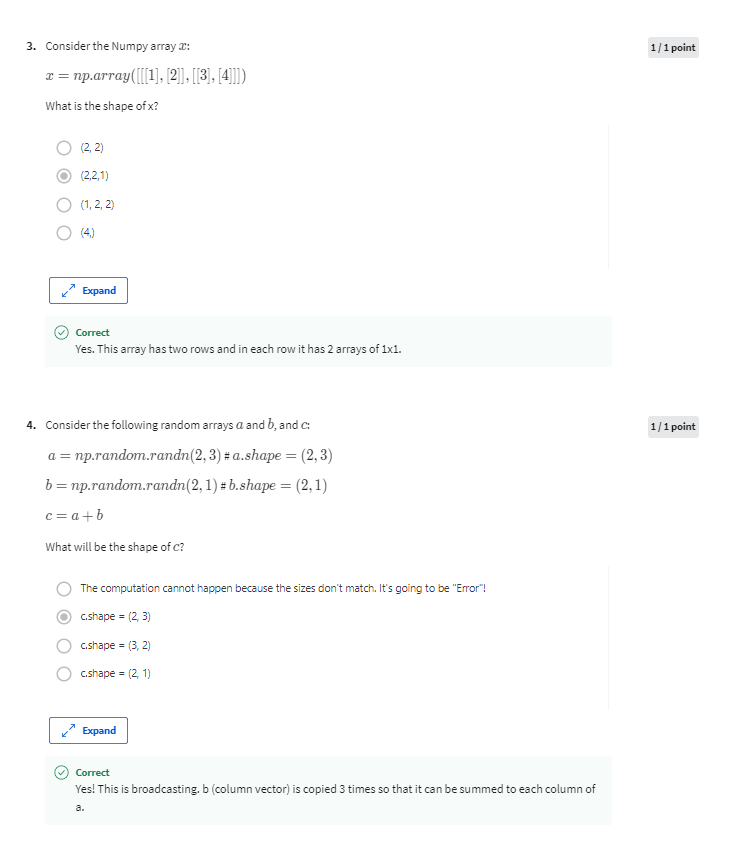 3. Consider the Numpy array x: 1 / 1 point
x = np.array([[[1], [2]], [[3], [4]]])
What is the shape of x?
(2, 2)
(2,2,1)
(1, 2, 2)
(4,)
Expand
Correct
Yes. This array has two rows and in each row it has 2 arrays of 1x1.
4. Consider the following random arrays a and b, and c: 1 / 1 point
a = np.random.randn(2, 3) # a.shape = (2, 3)
b = np.random.randn(2, 1) # b.shape = (2, 1)
c = a + b
What will be the shape of c?
The computation cannot happen because the sizes don't match. It's going to be "Error"!
c.shape = (2, 3)
c.shape = (3, 2)
c.shape = (2, 1)
Expand
Correct
Yes! This is broadcasting. b (column vector) is copied 3 times so that it can be summed to each column of
a.